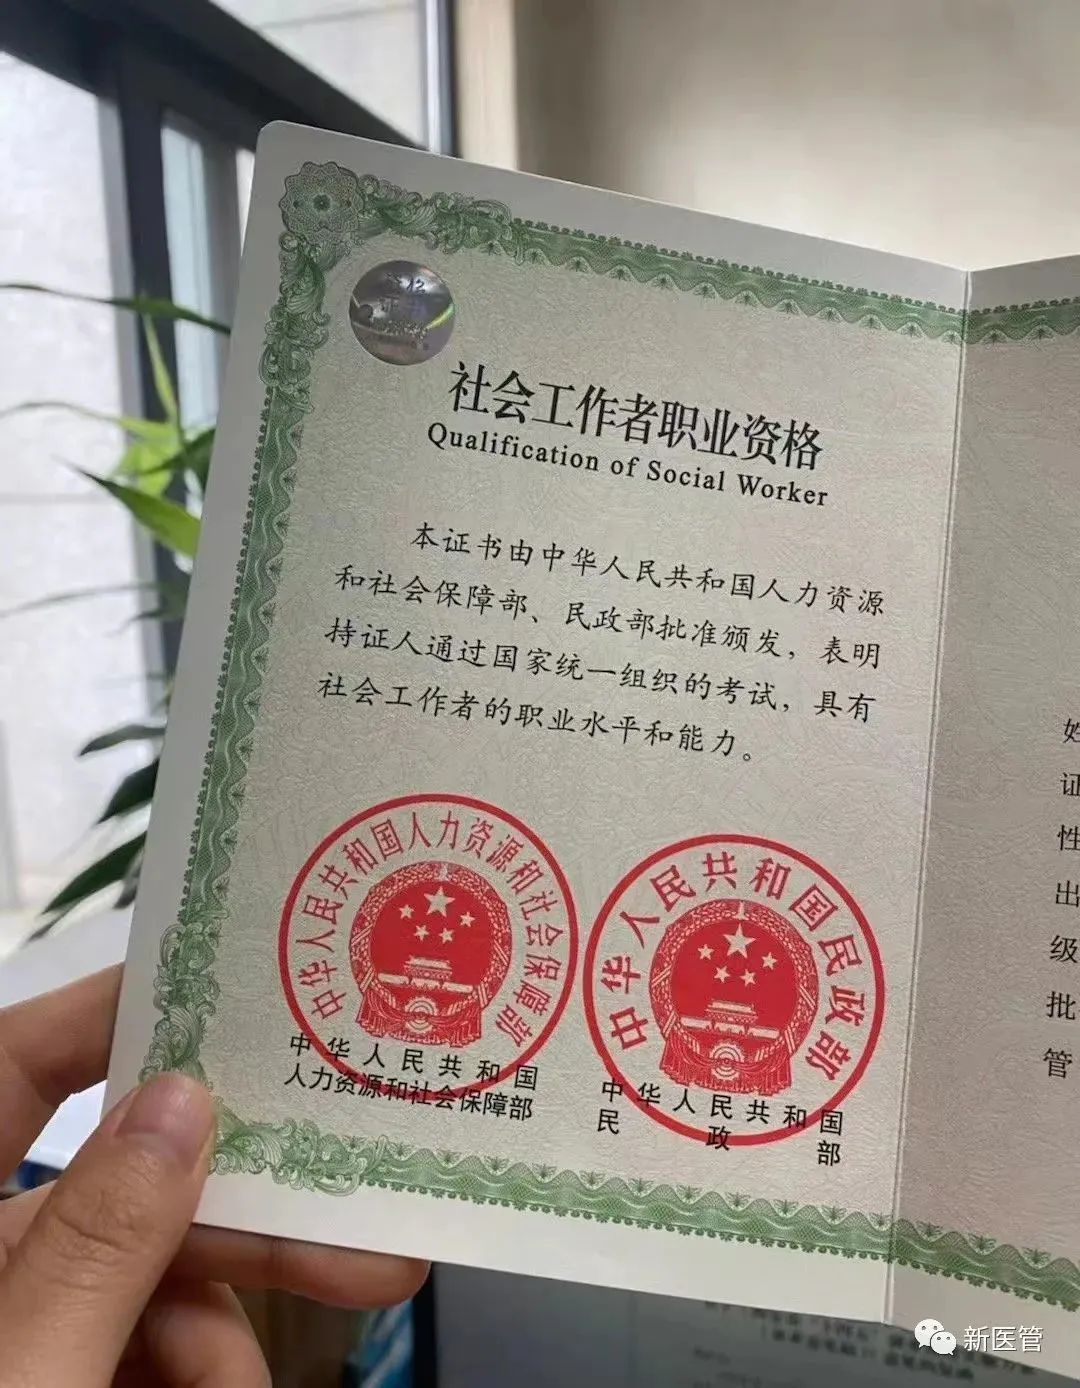 社会工作者职业资格
Qualification of Social Worker
本证书由中华人民共和国人力资源
和社会保障部、民政部批准颁发，表明
持证人通过国家统一组织的考试，具有
社会工作者的职业水平和能力。
中华人民共和国人力资源和社会保障部
中华人民共和国
人力资源和社会保障部
中华人民共和国民政部
中华人民共和国
民政部
证
性
出
级
批
管
新医管